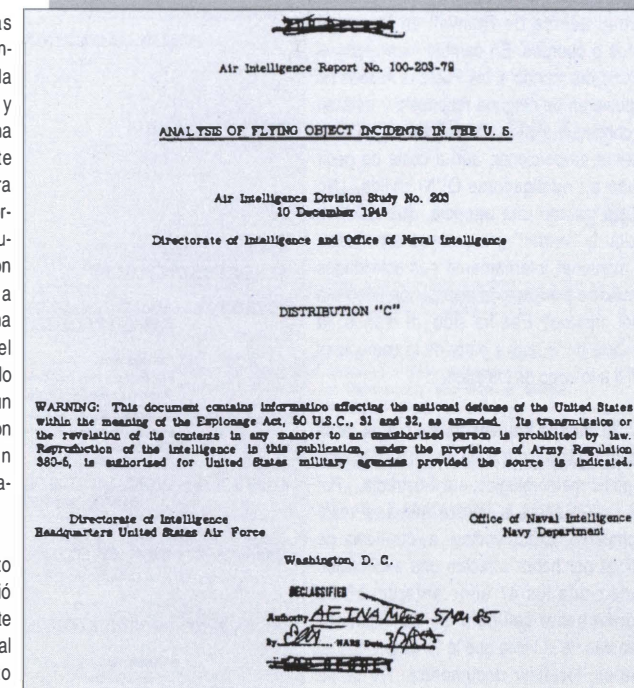 Air Intelligence Report No. 100-203-79
ANALYSIS OF FLYING OBJECT INCIDENTS IN THE U. S.
Air Intelligence Division Study No. 203
10 December 1948
Directorate of Intelligence and Office of Naval Intelligence
DISTRIBUTION "C"
WARNING: This document contains information affecting the national defense of the United States
within the meaning of the Espionage Act, 50 U.S.C., 31 and 32, as amended. Its transmission or
the revelation of its contents in any manner to an unauthorized person is prohibited by law.
Reproduction of the intelligence in this publication, under the provisions of Army Regulation
380-5, is authorized for United States military agencies provided the source is indicated.
Directorate of Intelligence
Headquarters United States Air Force
Office of Naval Intelligence
Navy Department
Washington, D. C.
DECLASSIFIED
Authority 5 MAR 85
By NARS Date